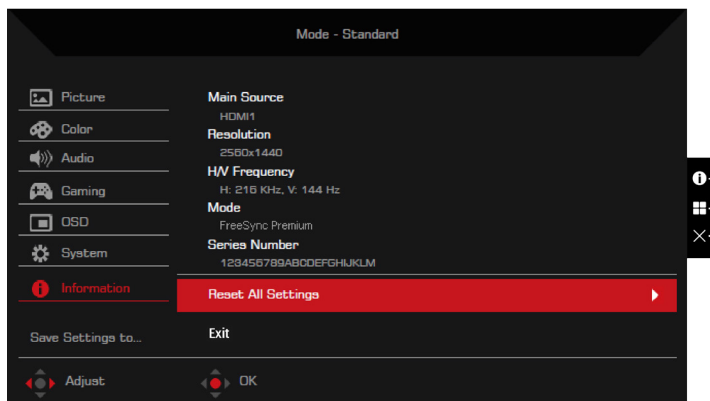 Mode - Standard
Picture
Color
Audio
Gaming
OSD
System
Information
Save Settings to...
Adjust
Main Source
HDMI1
Resolution
2560x1440
H/V Frequency
H: 216 KHz, V: 144 Hz
Mode
FreeSync Premium
Series Number
123456789ABCDEFGHIJKLM
Reset All Settings
Exit
OK